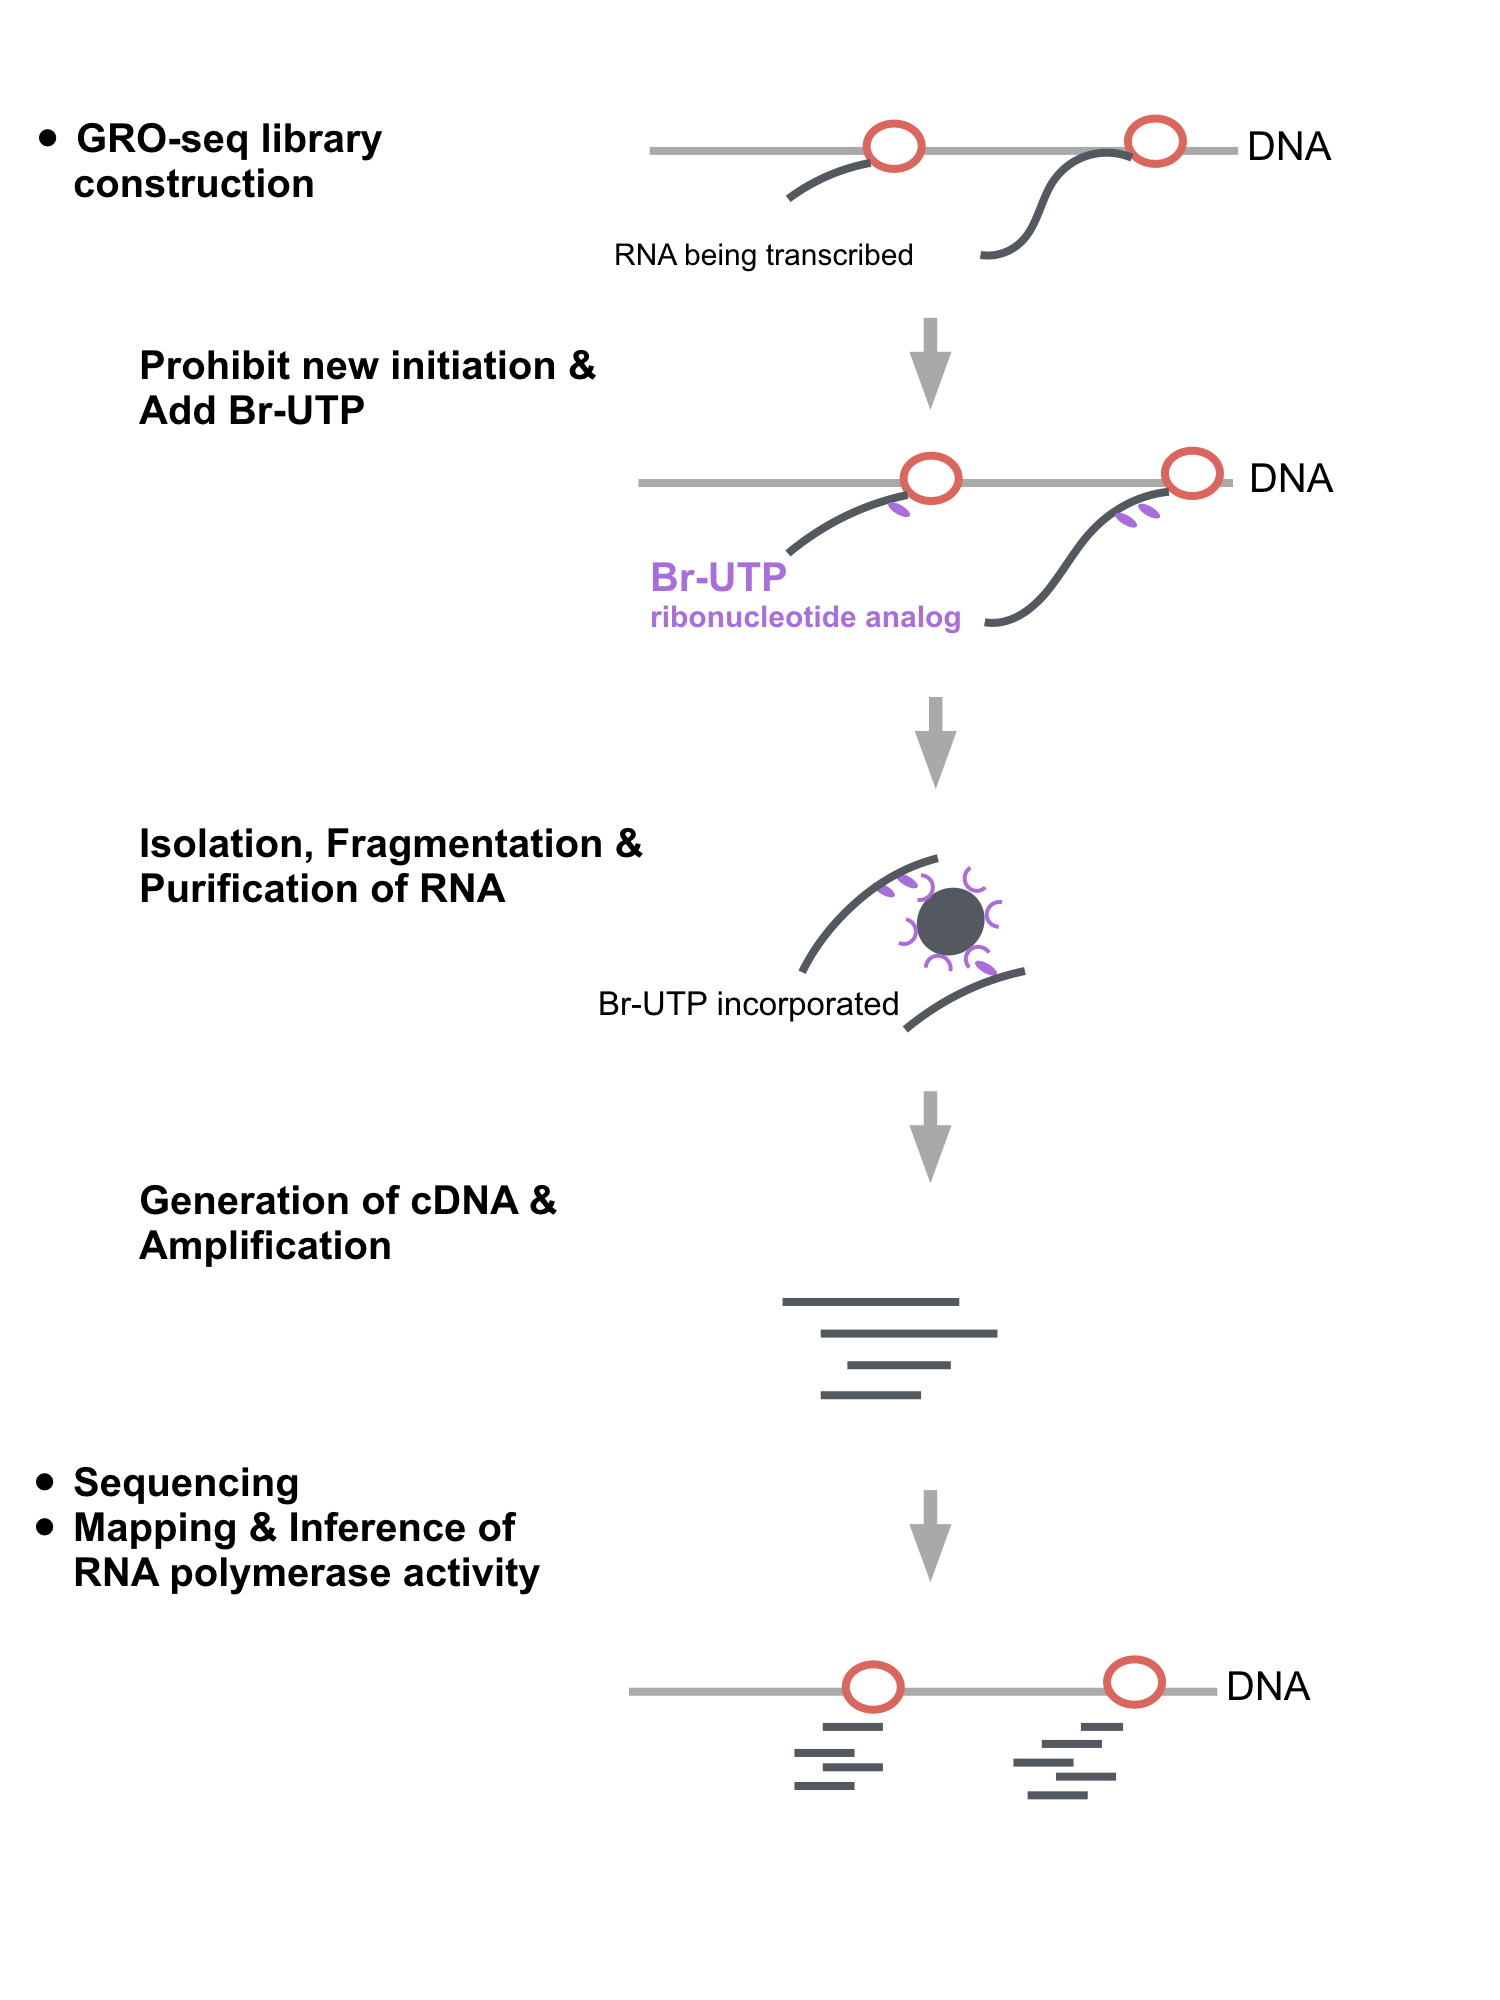 • GRO-seq library
construction
DNA
RNA being transcribed
Prohibit new initiation &
Add Br-UTP
DNA
Br-UTP
ribonucleotide analog
Isolation, Fragmentation &
Purification of RNA
Br-UTP incorporated
Generation of cDNA &
Amplification
• Sequencing
• Mapping & Inference of
RNA polymerase activity
DNA